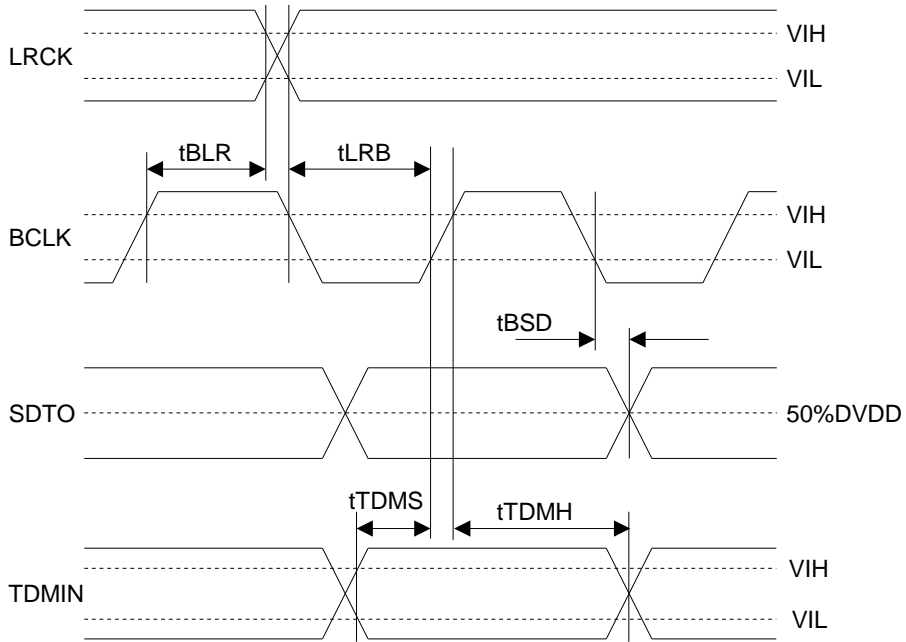 VIH
LRCK
VIL
tBLR
tLRB
VIH
BCLK
VIL
tBSD
SDTO
50%DVDD
tTDMS
tTDMH
VIH
TDMIN
VIL